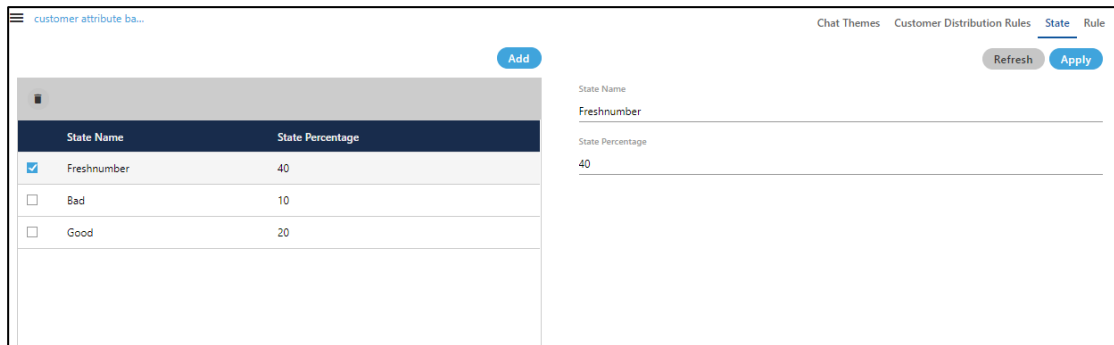 customer attribute ba...
Chat Themes Customer Distribution Rules State Rule
Add
Refresh Apply
State Name State Percentage
Freshnumber 40
Bad 10
Good 20
State Name
Freshnumber
State Percentage
40